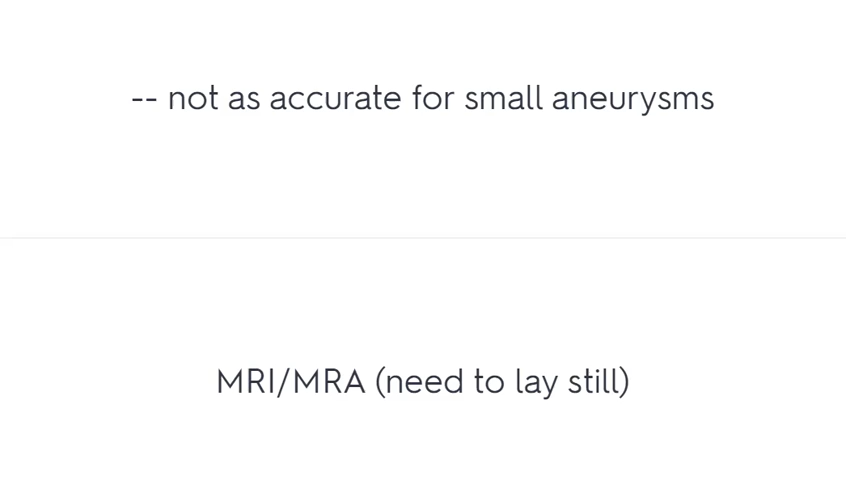 -- not as accurate for small aneurysms
MRI/MRA (need to lay still)